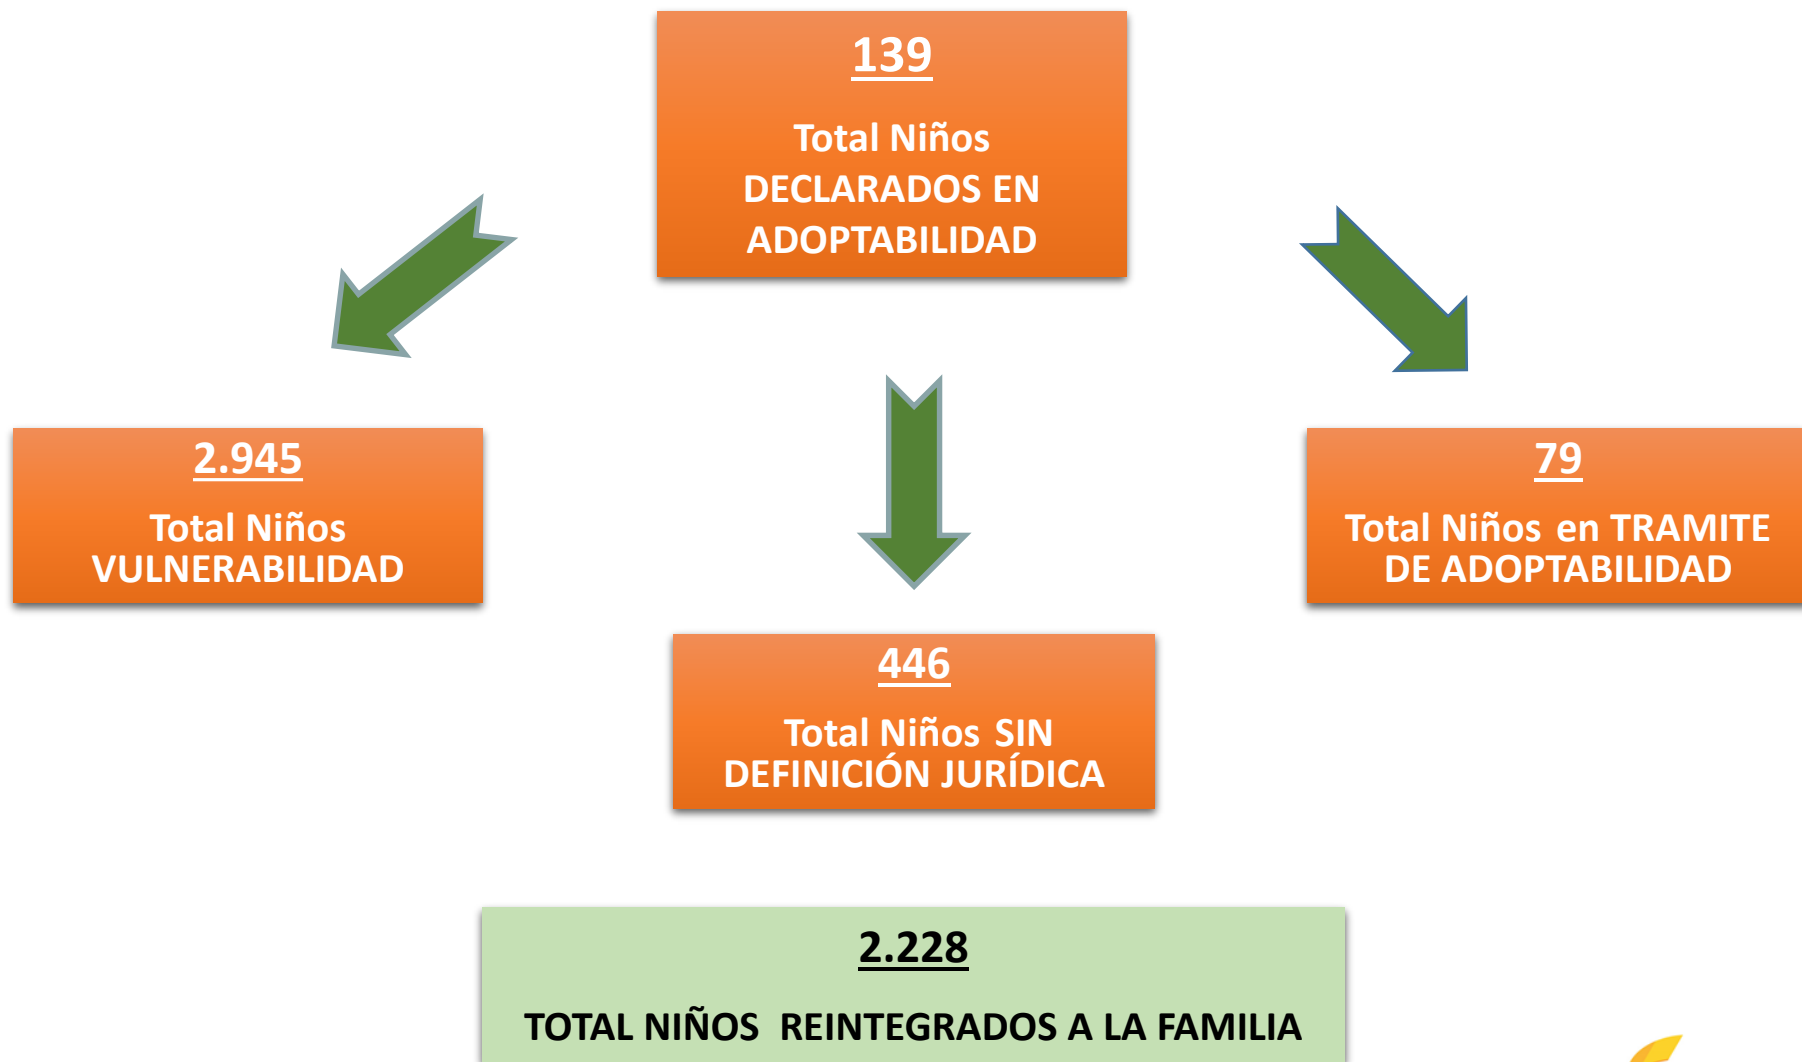 139
Total Niños
DECLARADOS EN
ADOPTABILIDAD
2.945
Total Niños
VULNERABILIDAD
79
Total Niños en TRAMITE
DE ADOPTABILIDAD
446
Total Niños SIN
DEFINICIÓN JURÍDICA
2.228
TOTAL NIÑOS REINTEGRADOS A LA FAMILIA